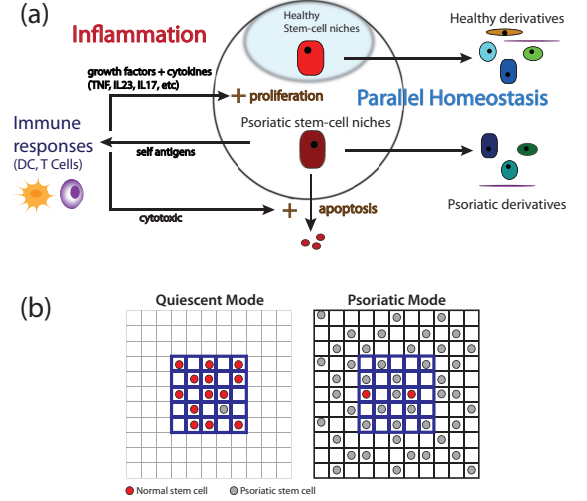 (a)
Inflammation
Healthy
Stem-cell niches
Healthy derivatives
growth factors + cytokines
(TNF, IL23, IL17, etc)
+ proliferation
Parallel Homeostasis
Immune
responses
(DC, T Cells)
Psoriatic stem-cell niches
self antigens
Psoriatic derivatives
+ apoptosis
cytotoxic
(b)
Quiescent Mode
Psoriatic Mode
Normal stem cell
Psoriatic stem cell